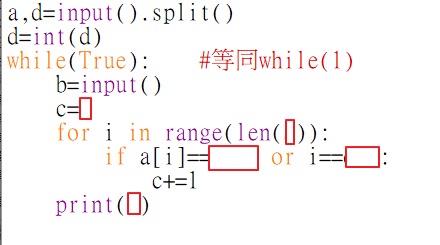 a,d=input().split()
d=int(d)
while(True):    #等同while(1)
    b=input()
    c=
    for i in range(len( )):
        if a[i]==      or i==   :
            c+=1
    print( )